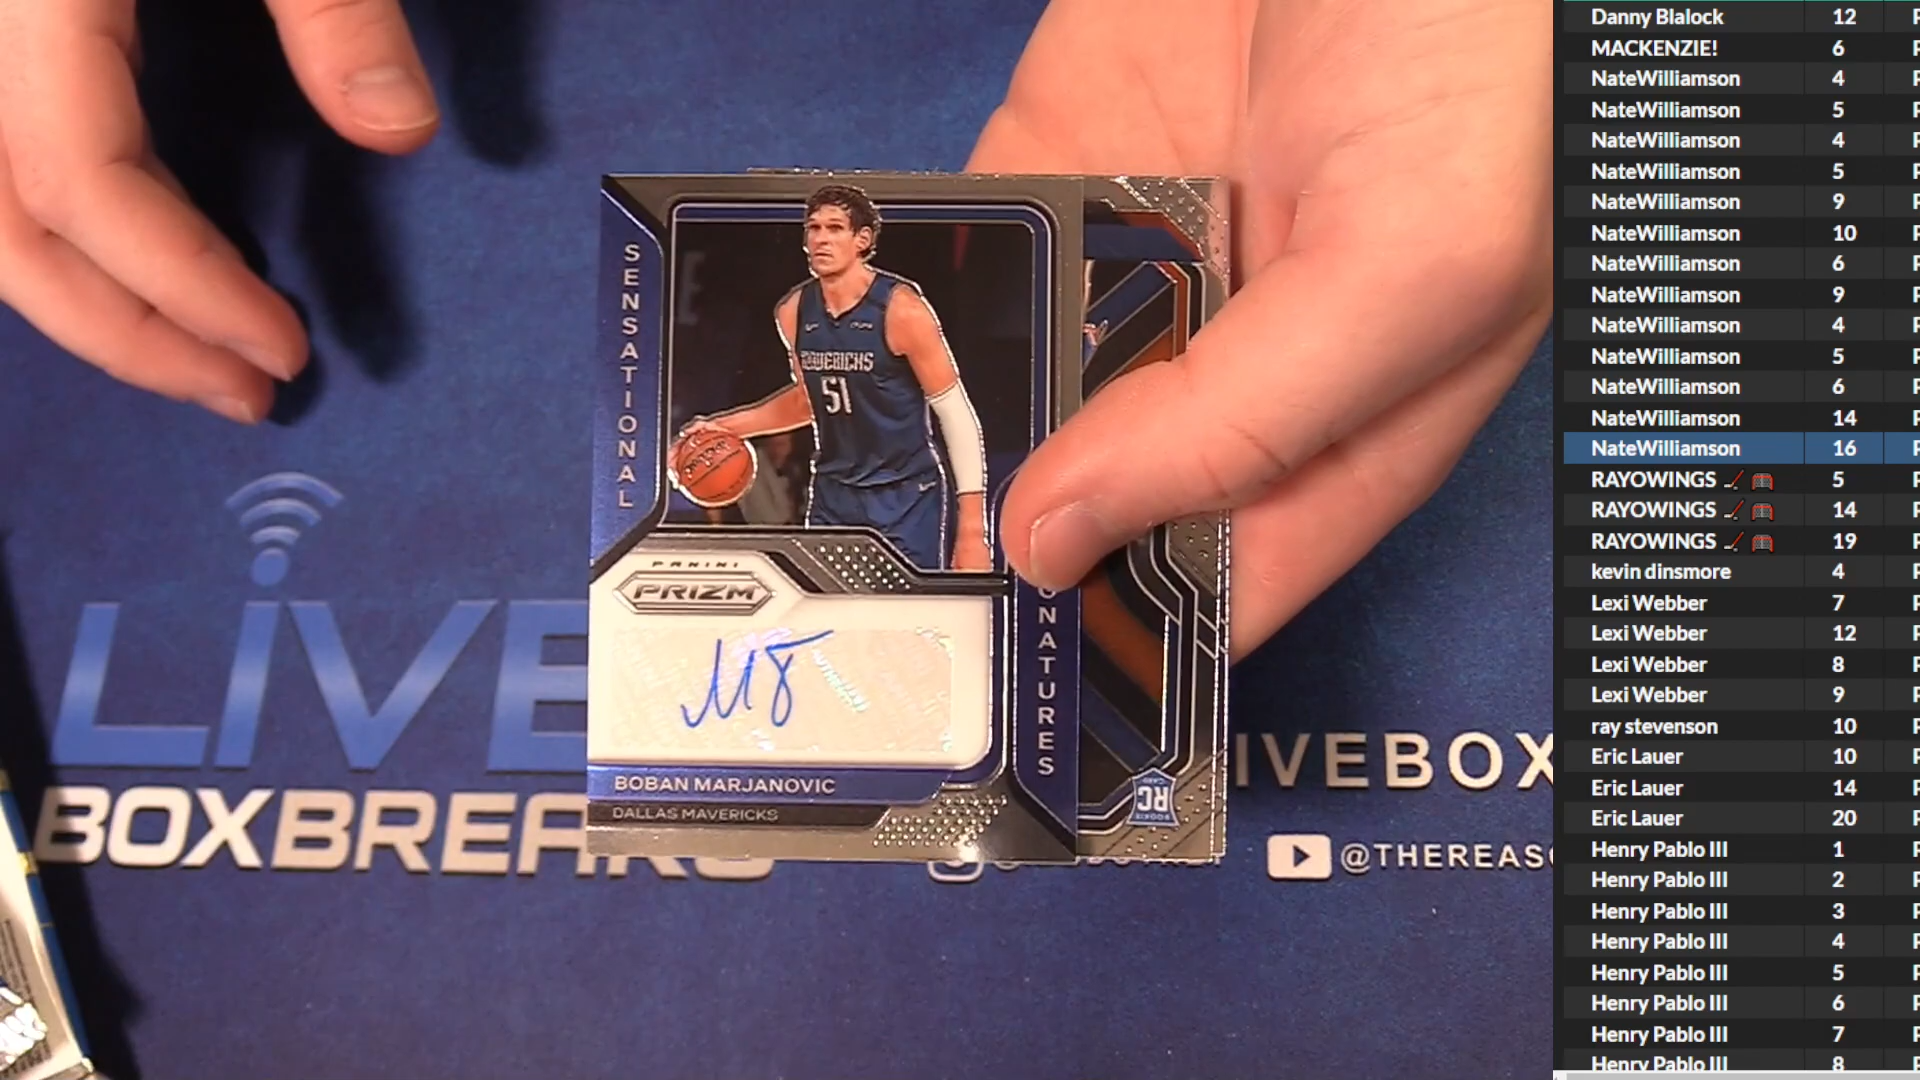 SENSATIONAL
MAVERICKS
51
PANINI
PRIZM
BOBAN MARJANOVIC
DALLAS MAVERICKS
RC
LIVE
BOXBREAKS
IVEBOX
@THEREAS
Danny Blalock 12
MACKENZIE! 6
NateWilliamson 4
NateWilliamson 5
NateWilliamson 4
NateWilliamson 5
NateWilliamson 9
NateWilliamson 10
NateWilliamson 6
NateWilliamson 9
NateWilliamson 4
NateWilliamson 5
NateWilliamson 6
NateWilliamson 14
NateWilliamson 16
RAYOWINGS 5
RAYOWINGS 14
RAYOWINGS 19
kevin dinsmore 4
Lexi Webber 7
Lexi Webber 12
Lexi Webber 8
Lexi Webber 9
ray stevenson 10
Eric Lauer 10
Eric Lauer 14
Eric Lauer 20
Henry Pablo III 1
Henry Pablo III 2
Henry Pablo III 3
Henry Pablo III 4
Henry Pablo III 5
Henry Pablo III 6
Henry Pablo III 7
Henry Pablo III 8